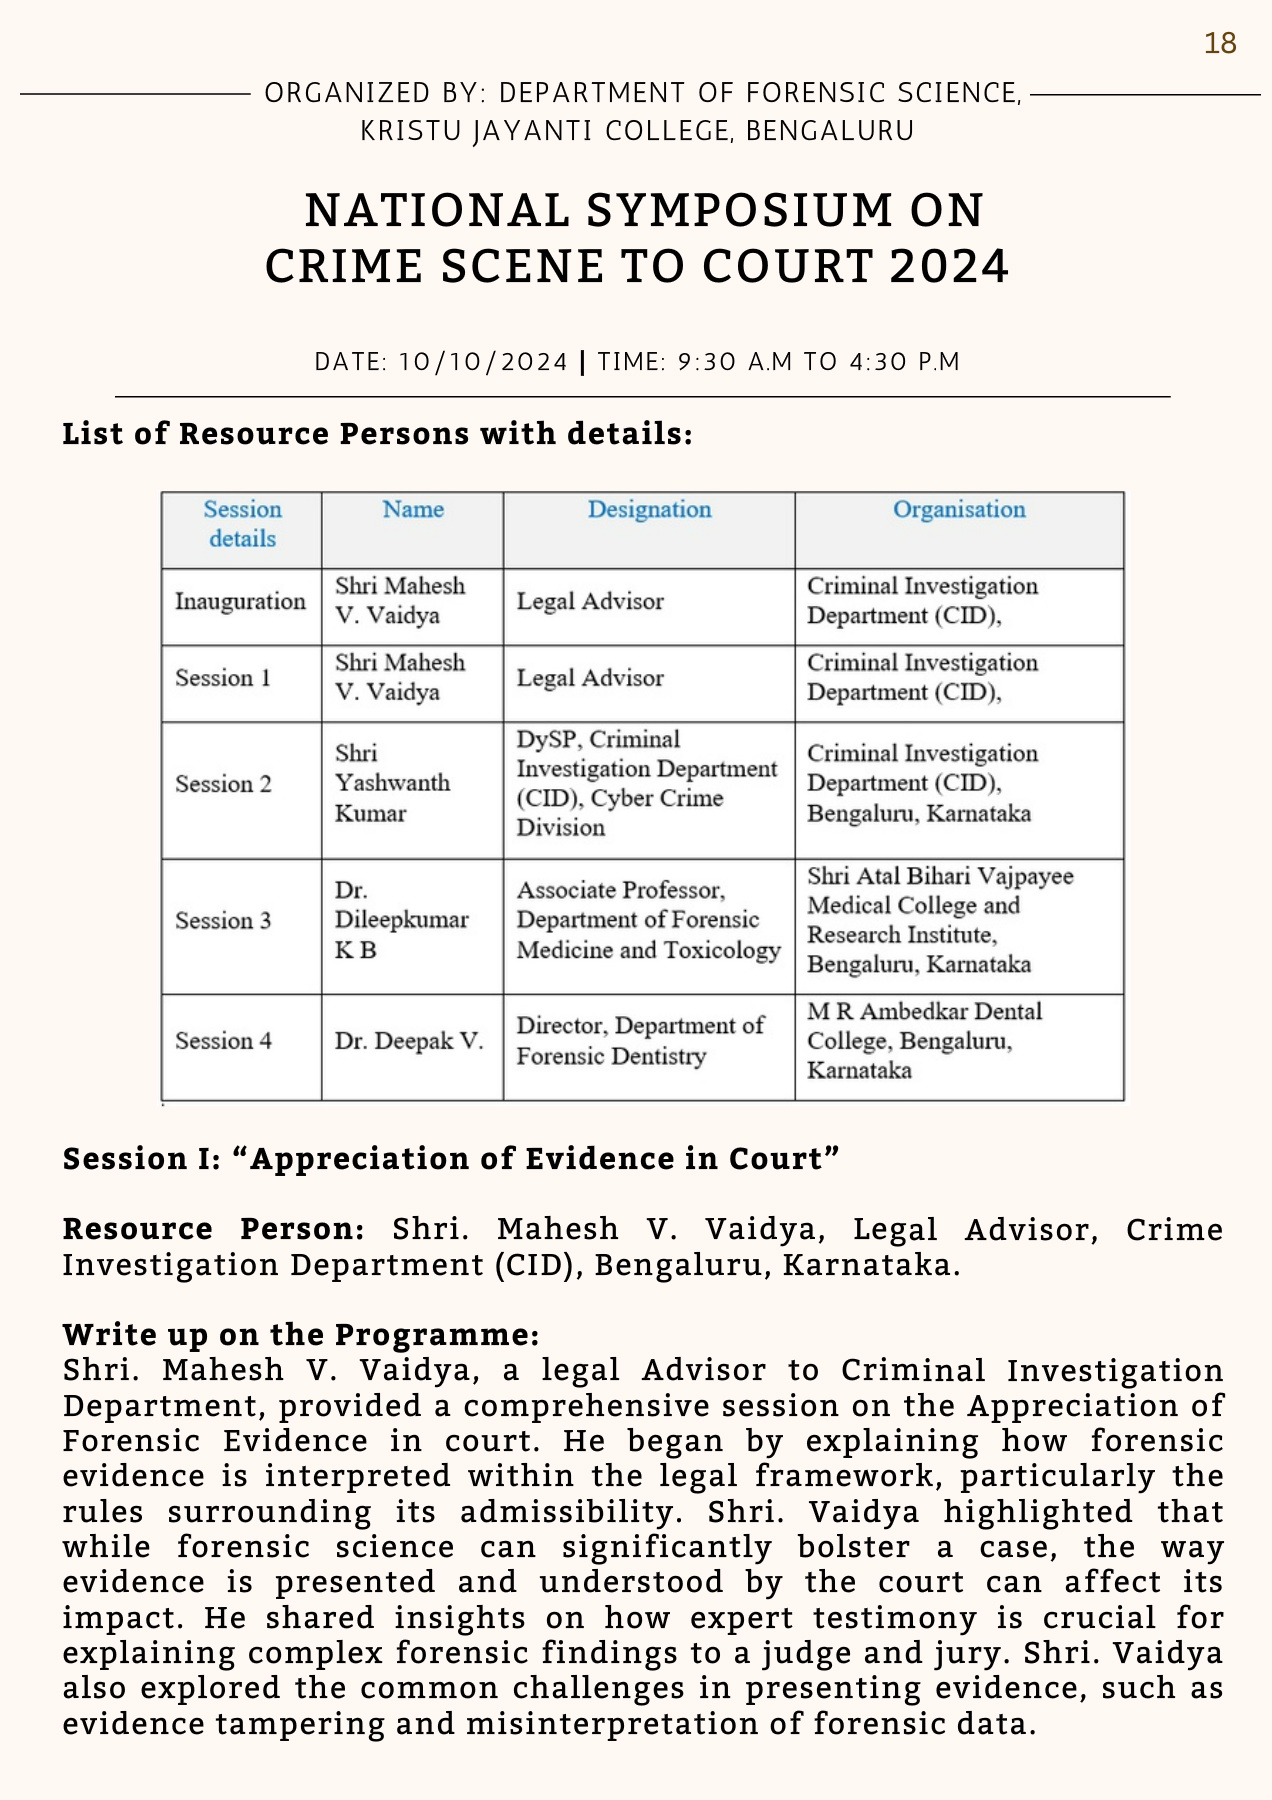 18
ORGANIZED BY: DEPARTMENT OF FORENSIC SCIENCE,
KRISTU JAYANTI COLLEGE, BENGALURU
NATIONAL SYMPOSIUM ON
CRIME SCENE TO COURT 2024
DATE: 10/10/2024 | TIME: 9:30 A.M TO 4:30 P.M
List of Resource Persons with details:
Session
details
Name
Designation
Organisation
Inauguration
Shri Mahesh
V. Vaidya
Legal Advisor
Criminal Investigation
Department (CID),
Session 1
Shri Mahesh
V. Vaidya
Legal Advisor
Criminal Investigation
Department (CID),
Session 2
Shri
Yashwanth
Kumar
DySP, Criminal
Investigation Department
(CID), Cyber Crime
Division
Criminal Investigation
Department (CID),
Bengaluru, Karnataka
Session 3
Dr.
Dileepkumar
K B
Associate Professor,
Department of Forensic
Medicine and Toxicology
Shri Atal Bihari Vajpayee
Medical College and
Research Institute,
Bengaluru, Karnataka
Session 4
Dr. Deepak V.
Director, Department of
Forensic Dentistry
M R Ambedkar Dental
College, Bengaluru,
Karnataka
Session I: “Appreciation of Evidence in Court”
Resource Person: Shri. Mahesh V. Vaidya, Legal Advisor, Crime
Investigation Department (CID), Bengaluru, Karnataka.
Write up on the Programme:
Shri. Mahesh V. Vaidya, a legal Advisor to Criminal Investigation
Department, provided a comprehensive session on the Appreciation of
Forensic Evidence in court. He began by explaining how forensic
evidence is interpreted within the legal framework, particularly the
rules surrounding its admissibility. Shri. Vaidya highlighted that
while forensic science can significantly bolster a case, the way
evidence is presented and understood by the court can affect its
impact. He shared insights on how expert testimony is crucial for
explaining complex forensic findings to a judge and jury. Shri. Vaidya
also explored the common challenges in presenting evidence, such as
evidence tampering and misinterpretation of forensic data.